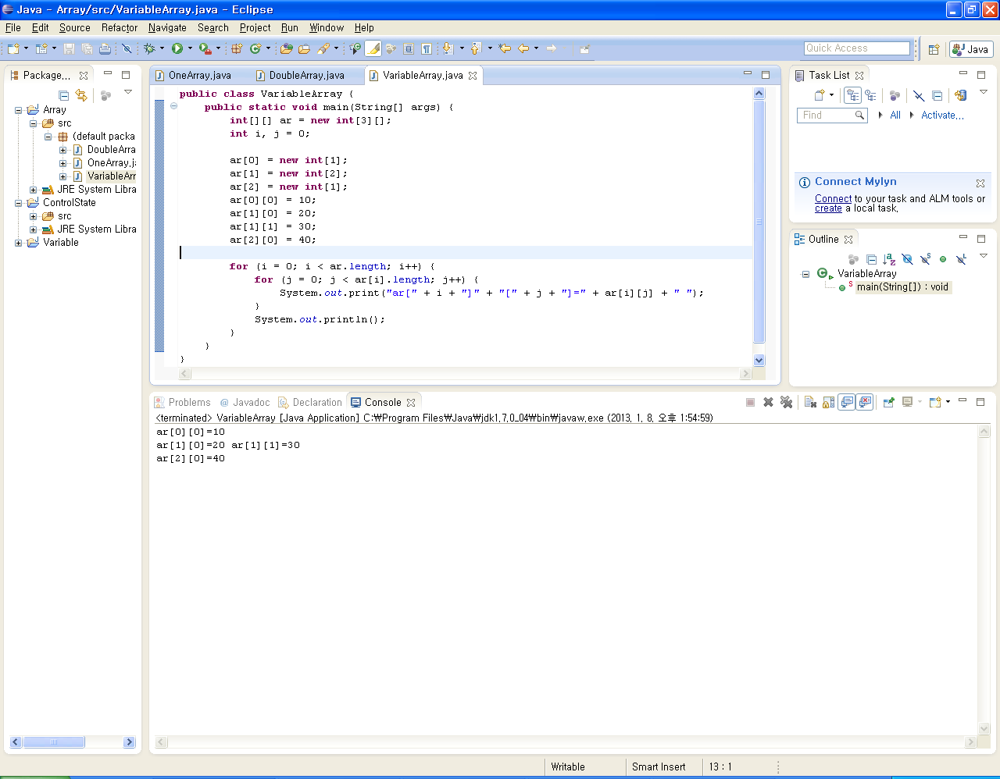 Java - Array/src/VariableArray.java - Eclipse
File Edit Source Refactor Navigate Search Project Run Window Help
Quick Access
Java
Package...
Array
src
(default packa
DoubleArra
OneArray.j
VariableArr
JRE System Libra
ControlState
src
JRE System Libra
Variable
OneArray.java DoubleArray.java VariableArray.java
public class VariableArray {
public static void main(String[] args) {
int[][] ar = new int[3][];
int i, j = 0;
ar[0] = new int[1];
ar[1] = new int[2];
ar[2] = new int[1];
ar[0][0] = 10;
ar[1][0] = 20;
ar[1][1] = 30;
ar[2][0] = 40;
for (i = 0; i < ar.length; i++) {
for (j = 0; j < ar[i].length; j++) {
System.out.print("ar[" + i + "]" + "[" + j + "]=" + ar[i][j] + " ");
}
System.out.println();
}
}
}
Task List
Find All Activate...
Connect Mylyn
Connect to your task and ALM tools or
create a local task.
Outline
VariableArray
main(String[]) : void
Problems @ Javadoc Declaration Console
<terminated> VariableArray [Java Application] C:₩Program Files₩Java₩jdk1.7.0_04₩bin₩javaw.exe (2013. 1. 8. 오후 1:54:59)
ar[0][0]=10
ar[1][0]=20 ar[1][1]=30
ar[2][0]=40
Writable Smart Insert 13 : 1